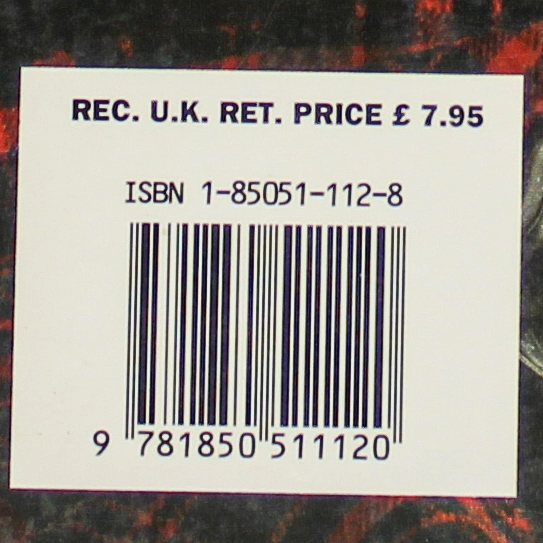 REC. U.K. RET. PRICE £ 7.95
ISBN 1-85051-112-8
9 781850 511120